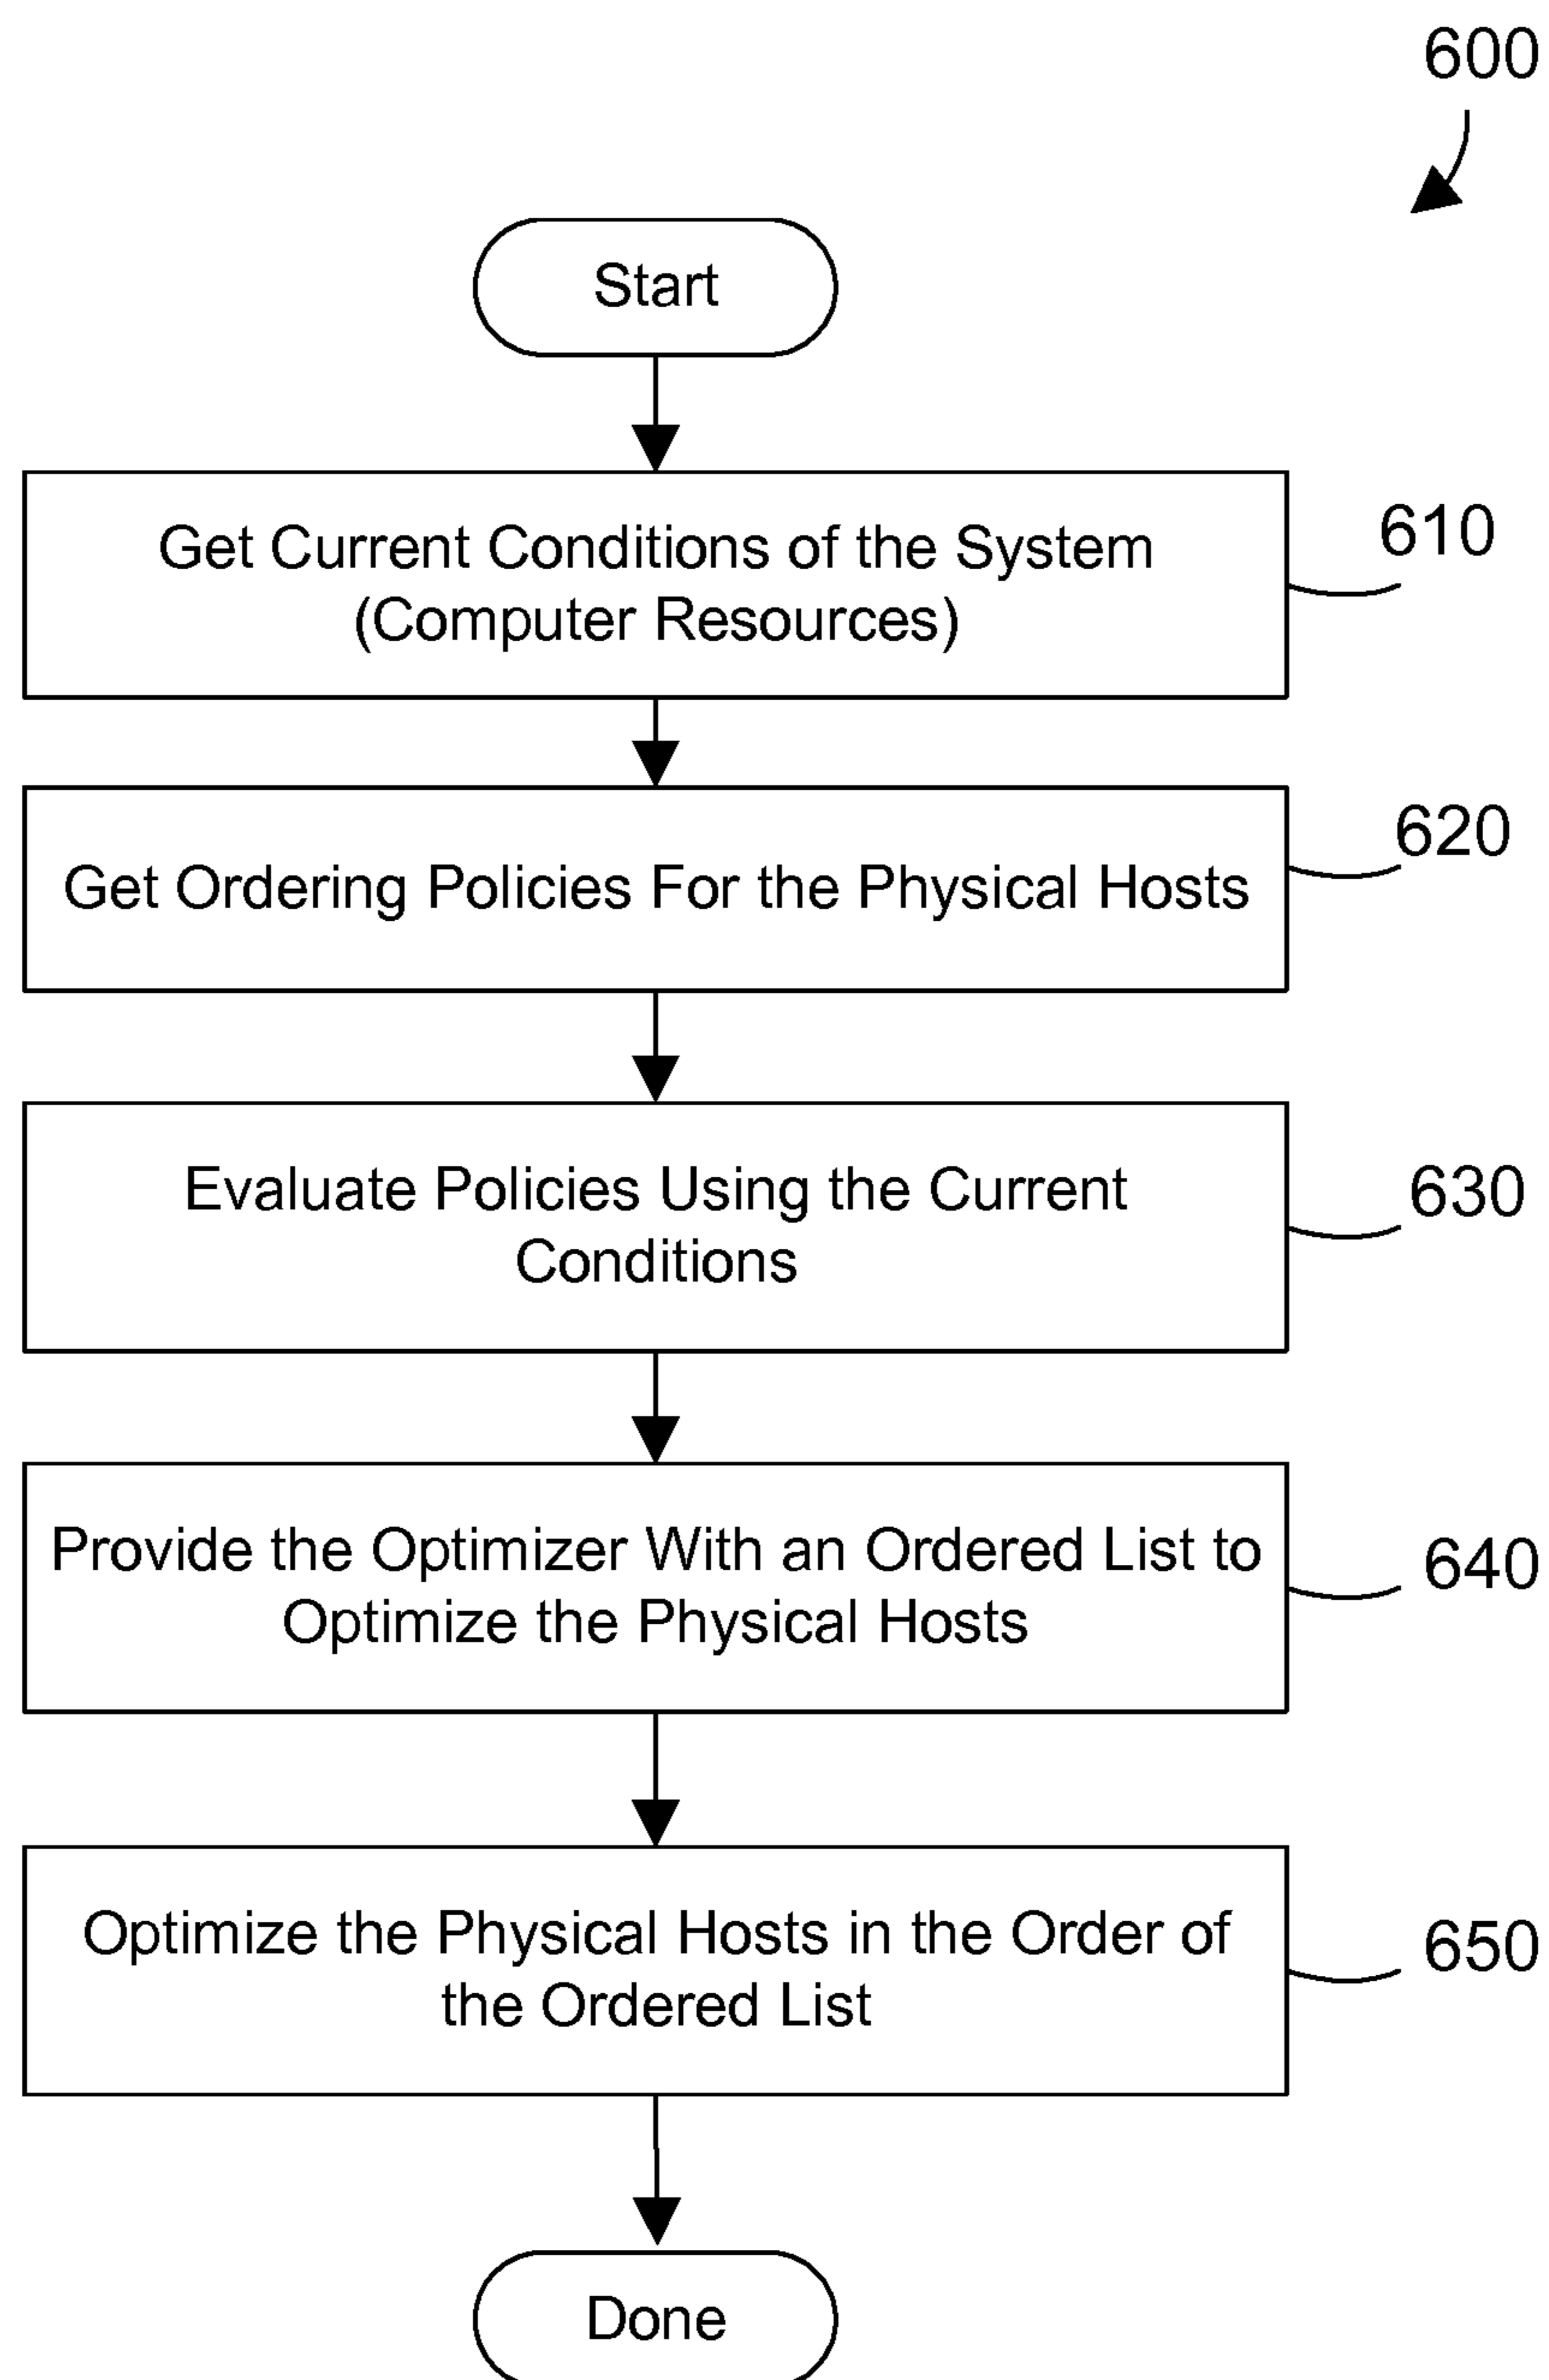 600
Start
Get Current Conditions of the System
(Computer Resources)
610
Get Ordering Policies For the Physical Hosts
620
Evaluate Policies Using the Current
Conditions
630
Provide the Optimizer With an Ordered List to
Optimize the Physical Hosts
640
Optimize the Physical Hosts in the Order of
the Ordered List
650
Done